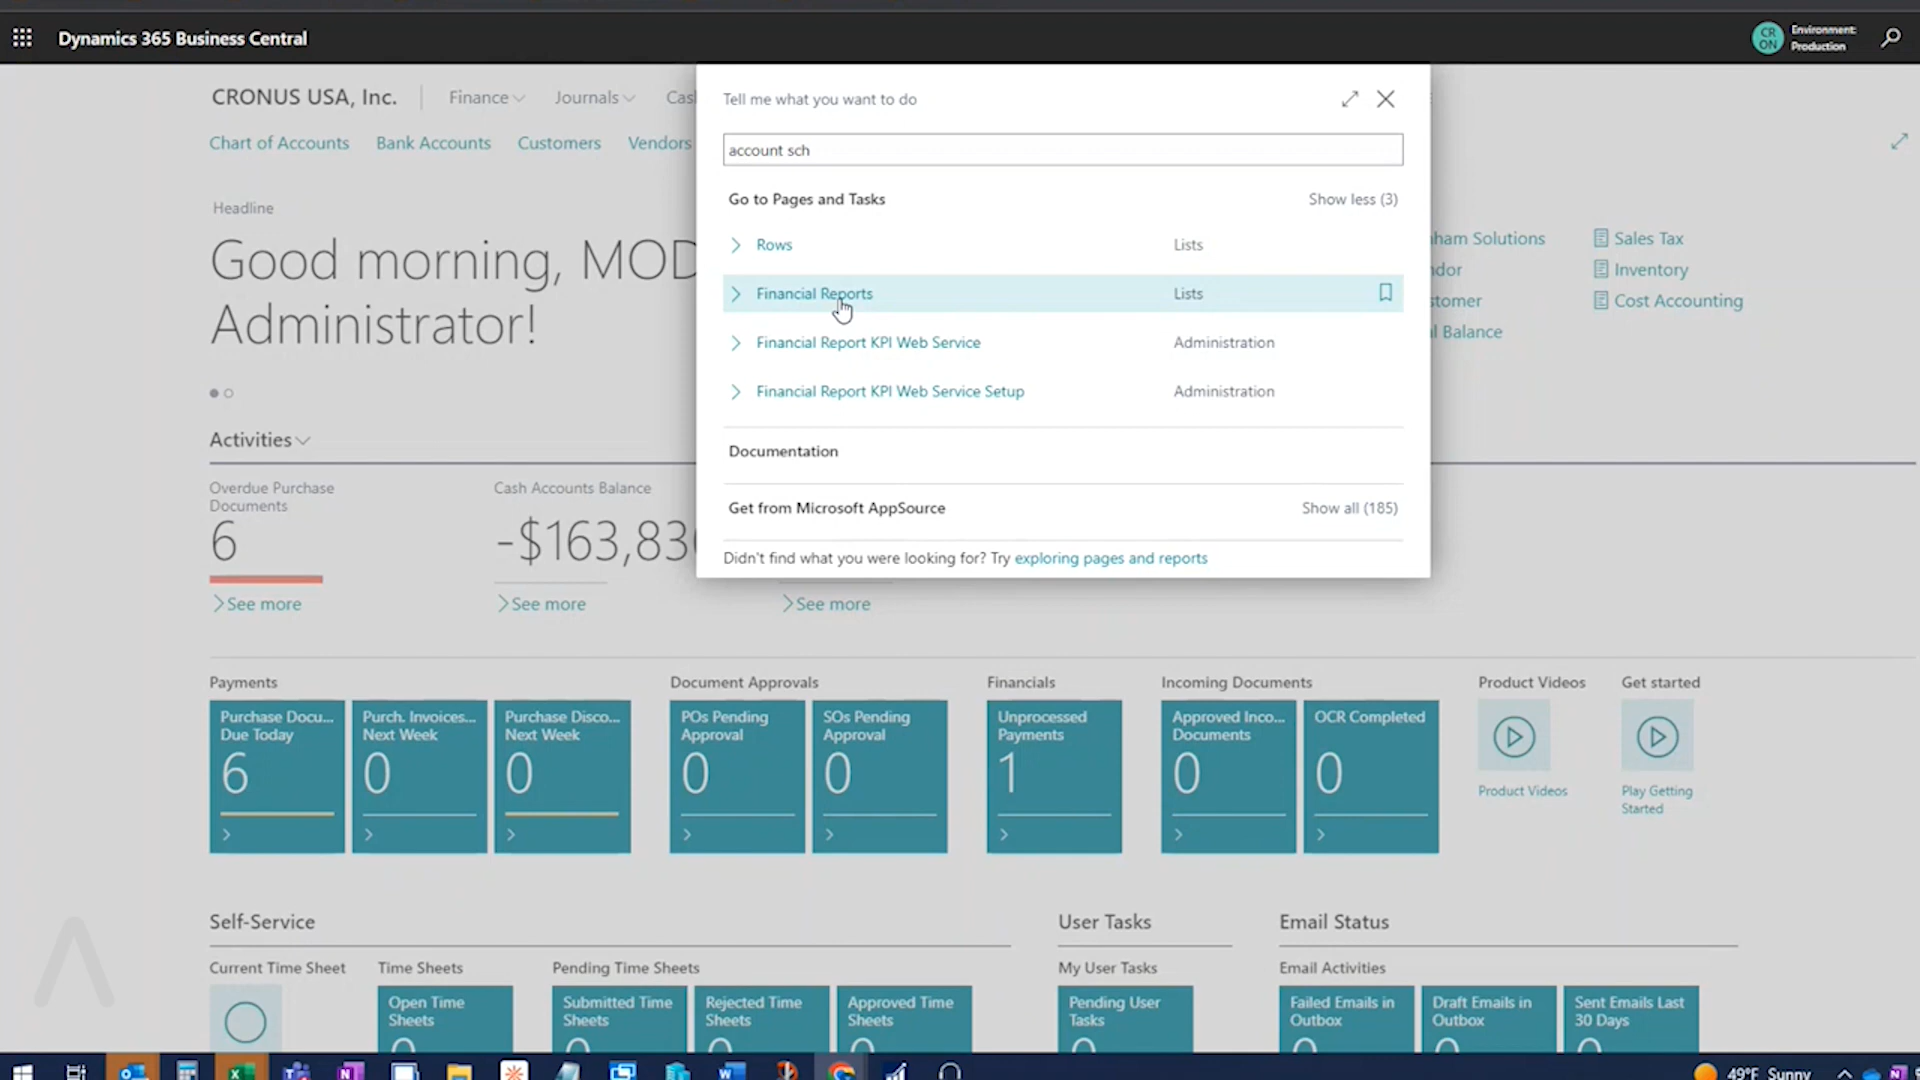 Dynamics 365 Business Central
CR
ON
Environment:
Production
CRONUS USA, Inc.
Finance
Journals
Chart of Accounts
Bank Accounts
Customers
Vendors
Headline
Good morning, MOD
Administrator!
Tell me what you want to do
account sch
Go to Pages and Tasks
Show less (3)
Rows
Lists
Financial Reports
Lists
Financial Report KPI Web Service
Administration
Financial Report KPI Web Service Setup
Administration
Documentation
Get from Microsoft AppSource
Show all (185)
Didn't find what you were looking for? Try exploring pages and reports
Solutions
Sales Tax
Inventory
Cost Accounting
Balance
Activities
Overdue Purchase
Documents
6
See more
Cash Accounts Balance
-$163,83
See more
See more
Payments
Purchase Docu...
Due Today
6
Purch. Invoices...
Next Week
0
Purchase Disco...
Next Week
0
Document Approvals
POs Pending
Approval
0
SOs Pending
Approval
0
Financials
Unprocessed
Payments
1
Incoming Documents
Approved Inco...
Documents
0
OCR Completed
0
Product Videos
Product Videos
Get started
Play Getting
Started
Self-Service
Current Time Sheet
Time Sheets
Open Time
Sheets
Pending Time Sheets
Submitted Time
Sheets
Rejected Time
Sheets
Approved Time
Sheets
User Tasks
My User Tasks
Pending User
Tasks
Email Status
Email Activities
Failed Emails in
Outbox
Draft Emails in
Outbox
Sent Emails Last
30 Days
49°F Sunny